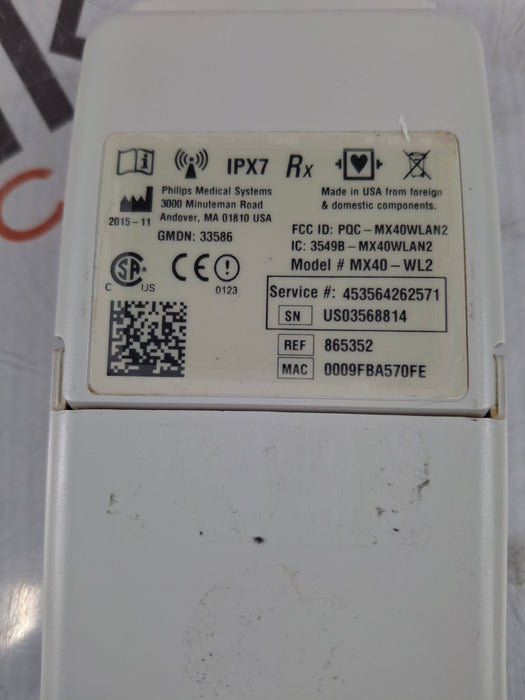 IPX7 Rx
2015-11
Philips Medical Systems
3000 Minuteman Road
Andover, MA 01810 USA
GMDN: 33586
Made in USA from foreign
& domestic components.
FCC ID: PQC-MX40WLAN2
IC: 3549B-MX40WLAN2
Model # MX40-WL2
C SA US
CE
0123
Service #: 453564262571
SN US03568814
REF 865352
MAC 0009FBA570FE